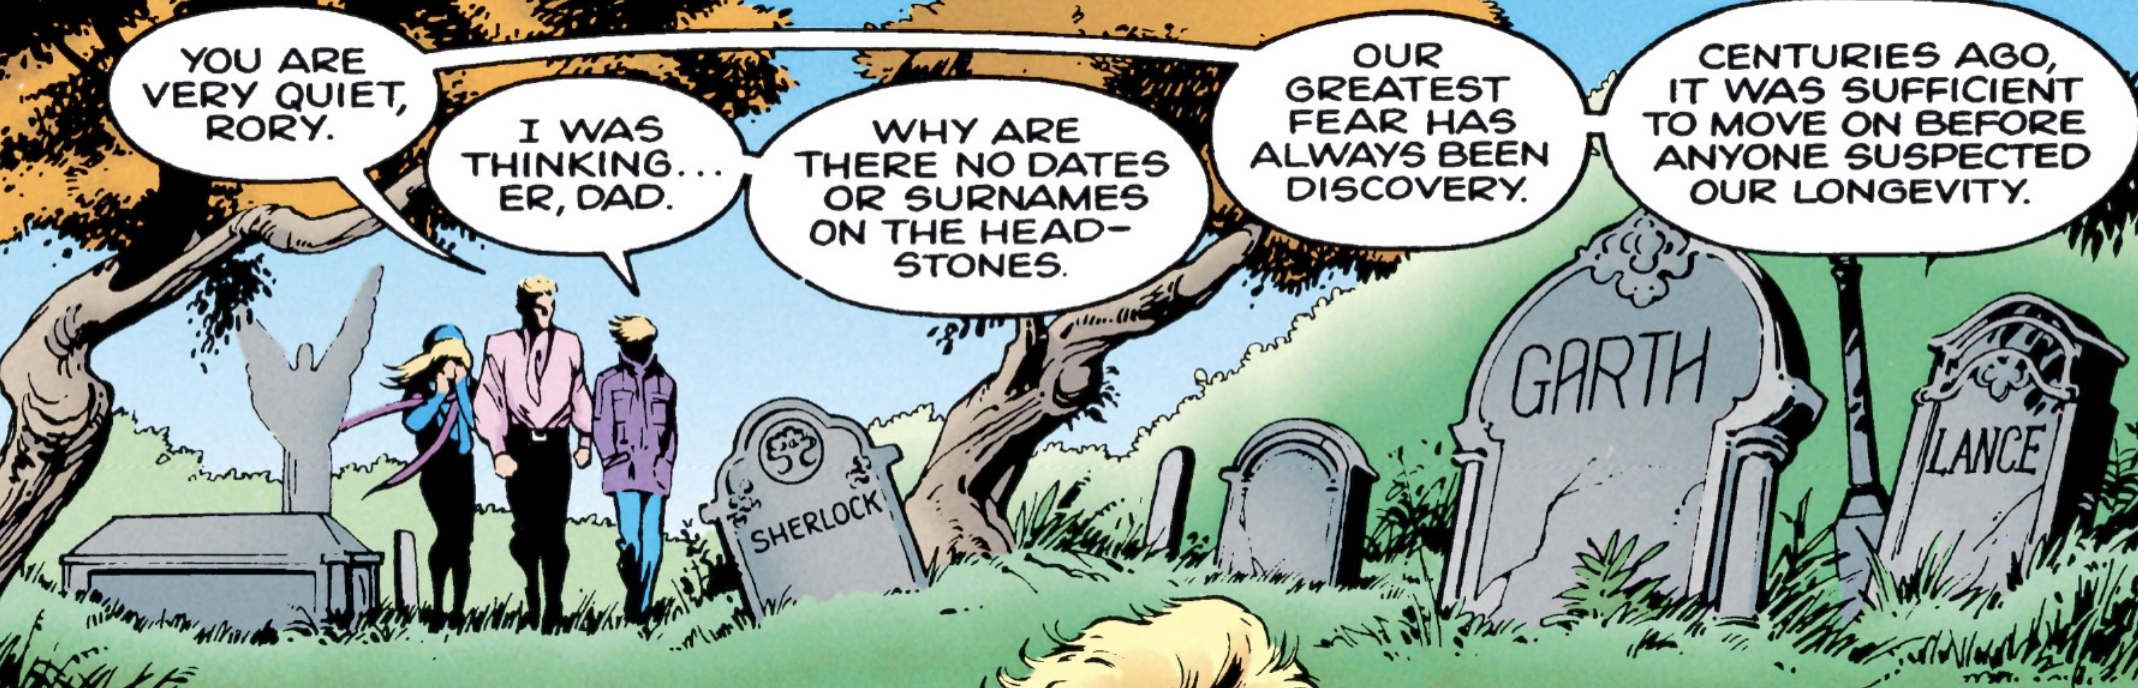 YOU ARE
VERY QUIET,
RORY.
I WAS
THINKING...
ER, DAD.
WHY ARE
THERE NO DATES
OR SURNAMES
ON THE HEAD-
STONES.
OUR
GREATEST
FEAR HAS
ALWAYS BEEN
DISCOVERY.
CENTURIES AGO,
IT WAS SUFFICIENT
TO MOVE ON BEFORE
ANYONE SUSPECTED
OUR LONGEVITY.
SHERLOCK
GARTH
LANCE